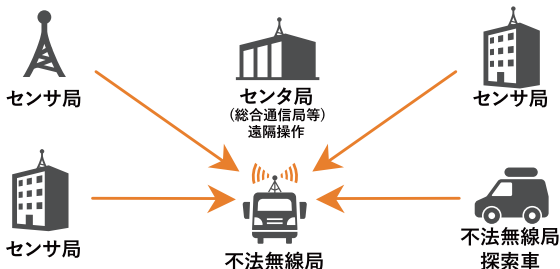 センサ局
センタ局
(総合通信局等)
遠隔操作
センサ局
センサ局
不法無線局
不法無線局
探索車